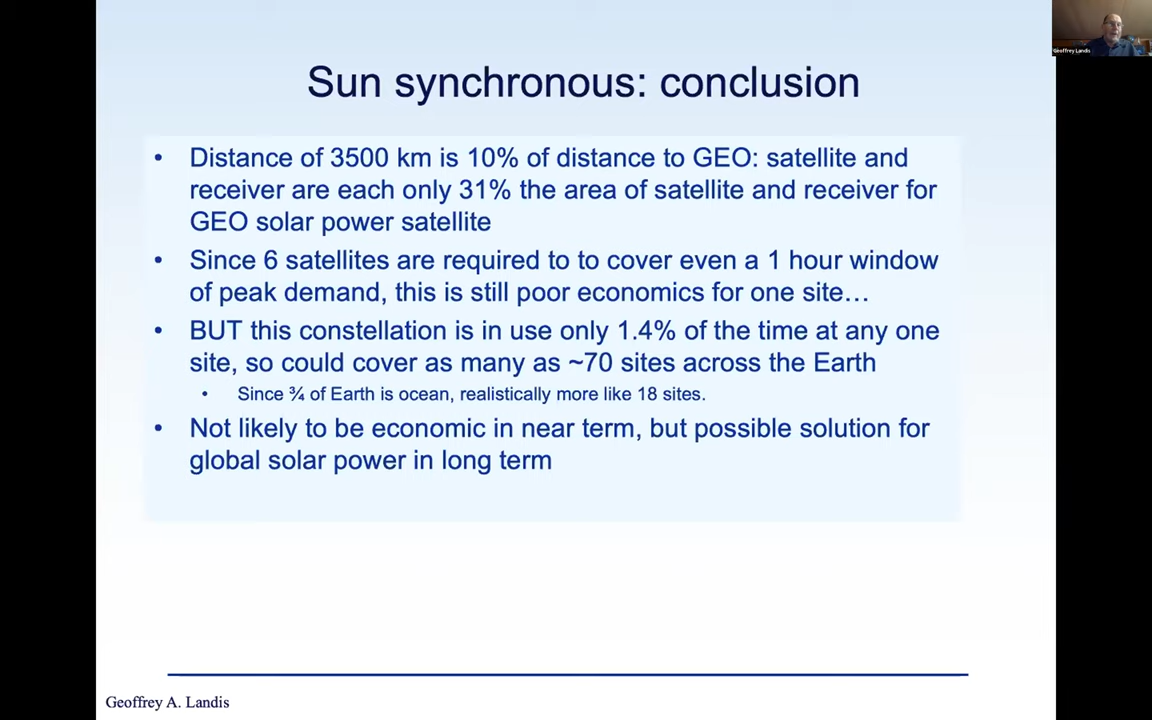 Geoffrey Landis
Sun synchronous: conclusion
• Distance of 3500 km is 10% of distance to GEO: satellite and
receiver are each only 31% the area of satellite and receiver for
GEO solar power satellite
• Since 6 satellites are required to to cover even a 1 hour window
of peak demand, this is still poor economics for one site…
• BUT this constellation is in use only 1.4% of the time at any one
site, so could cover as many as ~70 sites across the Earth
• Since ¾ of Earth is ocean, realistically more like 18 sites.
• Not likely to be economic in near term, but possible solution for
global solar power in long term
Geoffrey A. Landis